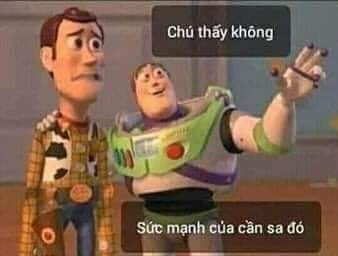 Chú thấy không
Sức mạnh của cần sa đó